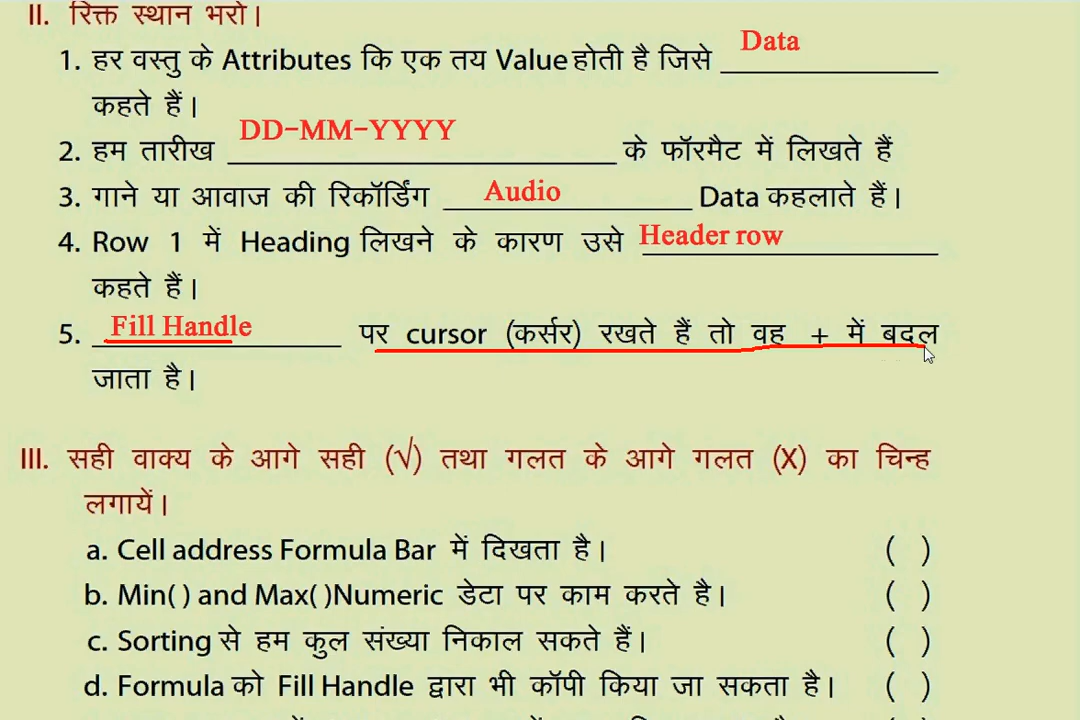 II. रिक्त स्थान भरो।
1. हर वस्तु के Attributes कि एक तय Value होती है जिसे Data
कहते हैं।
2. हम तारीख DD-MM-YYYY के फॉरमैट में लिखते हैं
3. गाने या आवाज की रिकॉर्डिंग Audio Data कहलाते हैं।
4. Row 1 में Heading लिखने के कारण उसे Header row
कहते हैं।
5. Fill Handle पर cursor (कर्सर) रखते हैं तो वह + में बदल
जाता है।
III. सही वाक्य के आगे सही (√) तथा गलत के आगे गलत (X) का चिन्ह
लगायें।
a. Cell address Formula Bar में दिखता है। ( )
b. Min( ) and Max( )Numeric डेटा पर काम करते है। ( )
c. Sorting से हम कुल संख्या निकाल सकते हैं। ( )
d. Formula को Fill Handle द्वारा भी कॉपी किया जा सकता है। ( )